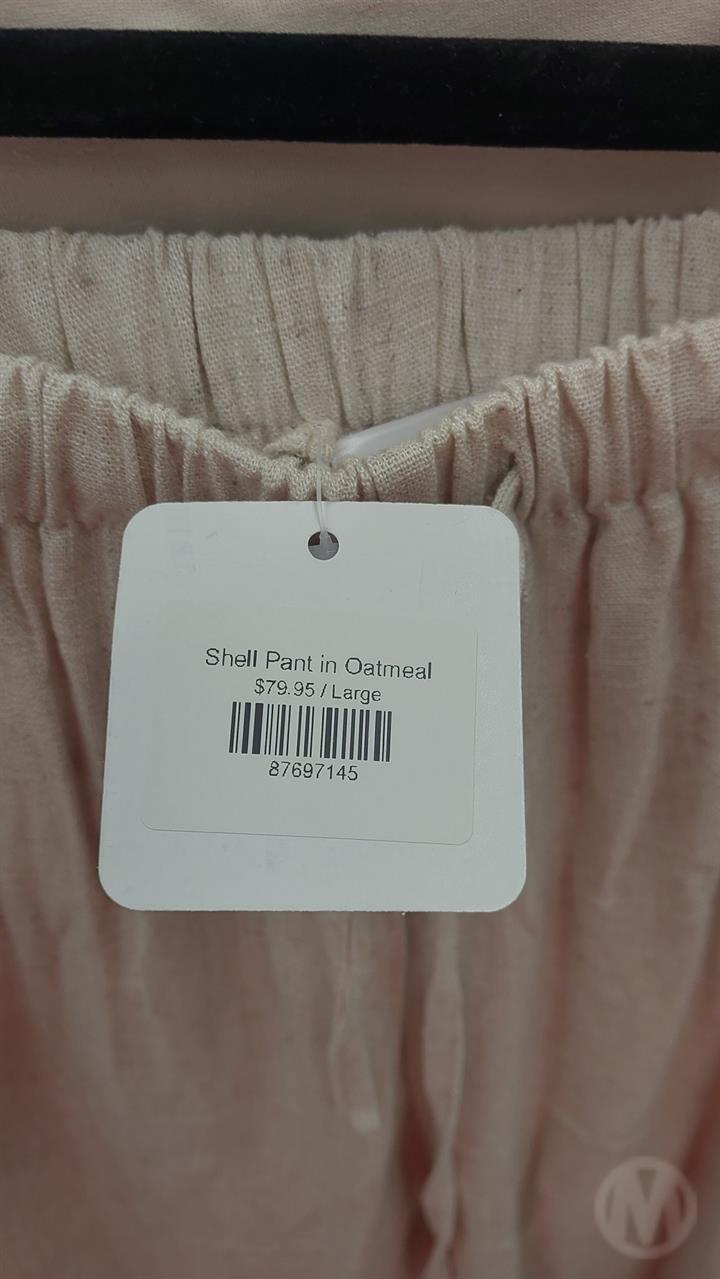 Shell Pant in Oatmeal
$79.95 / Large
87697145
M